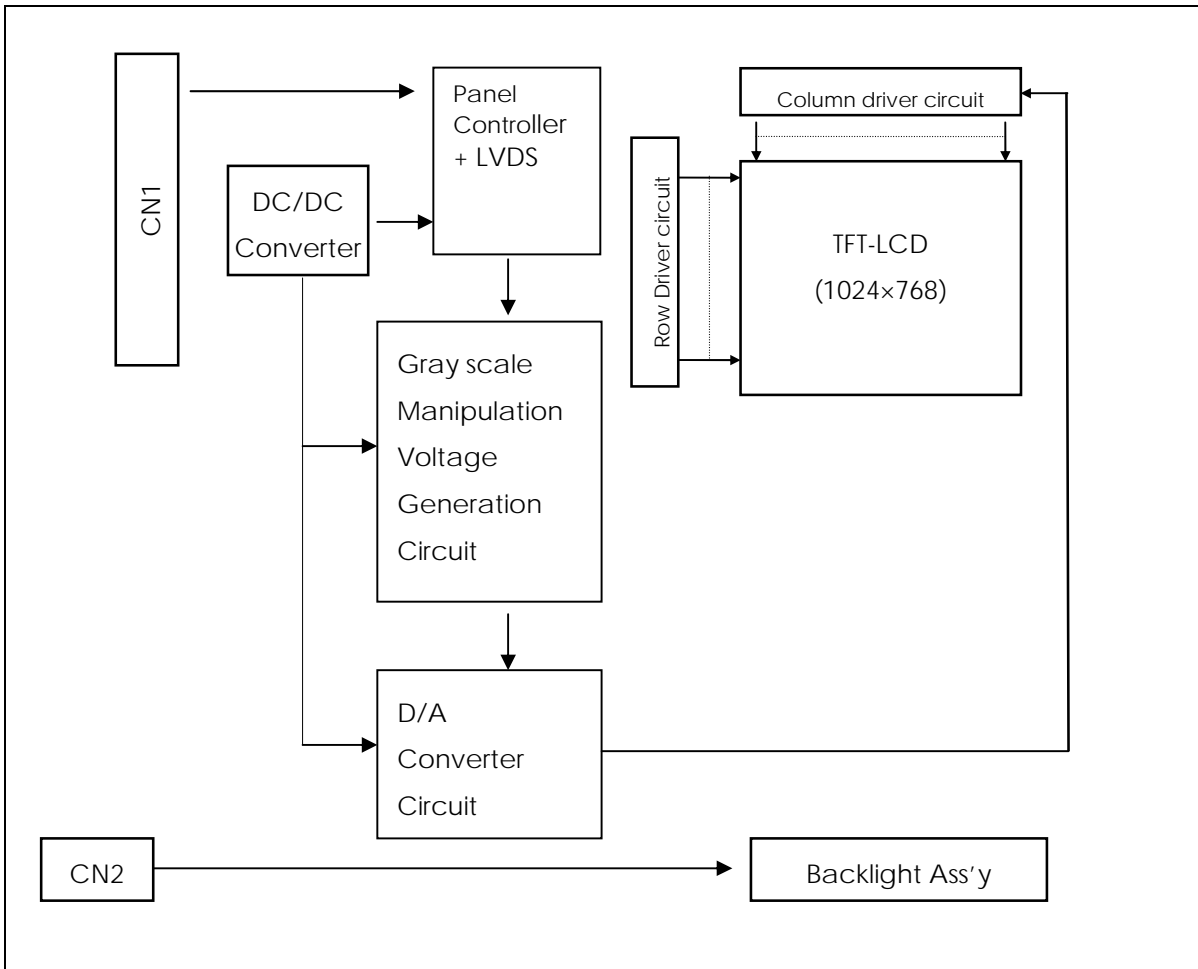 CN1
Panel
Controller
+ LVDS
DC/DC
Converter
Gray scale
Manipulation
Voltage
Generation
Circuit
D/A
Converter
Circuit
Column driver circuit
Row Driver circuit
TFT-LCD
(1024×768)
CN2
Backlight Ass’y